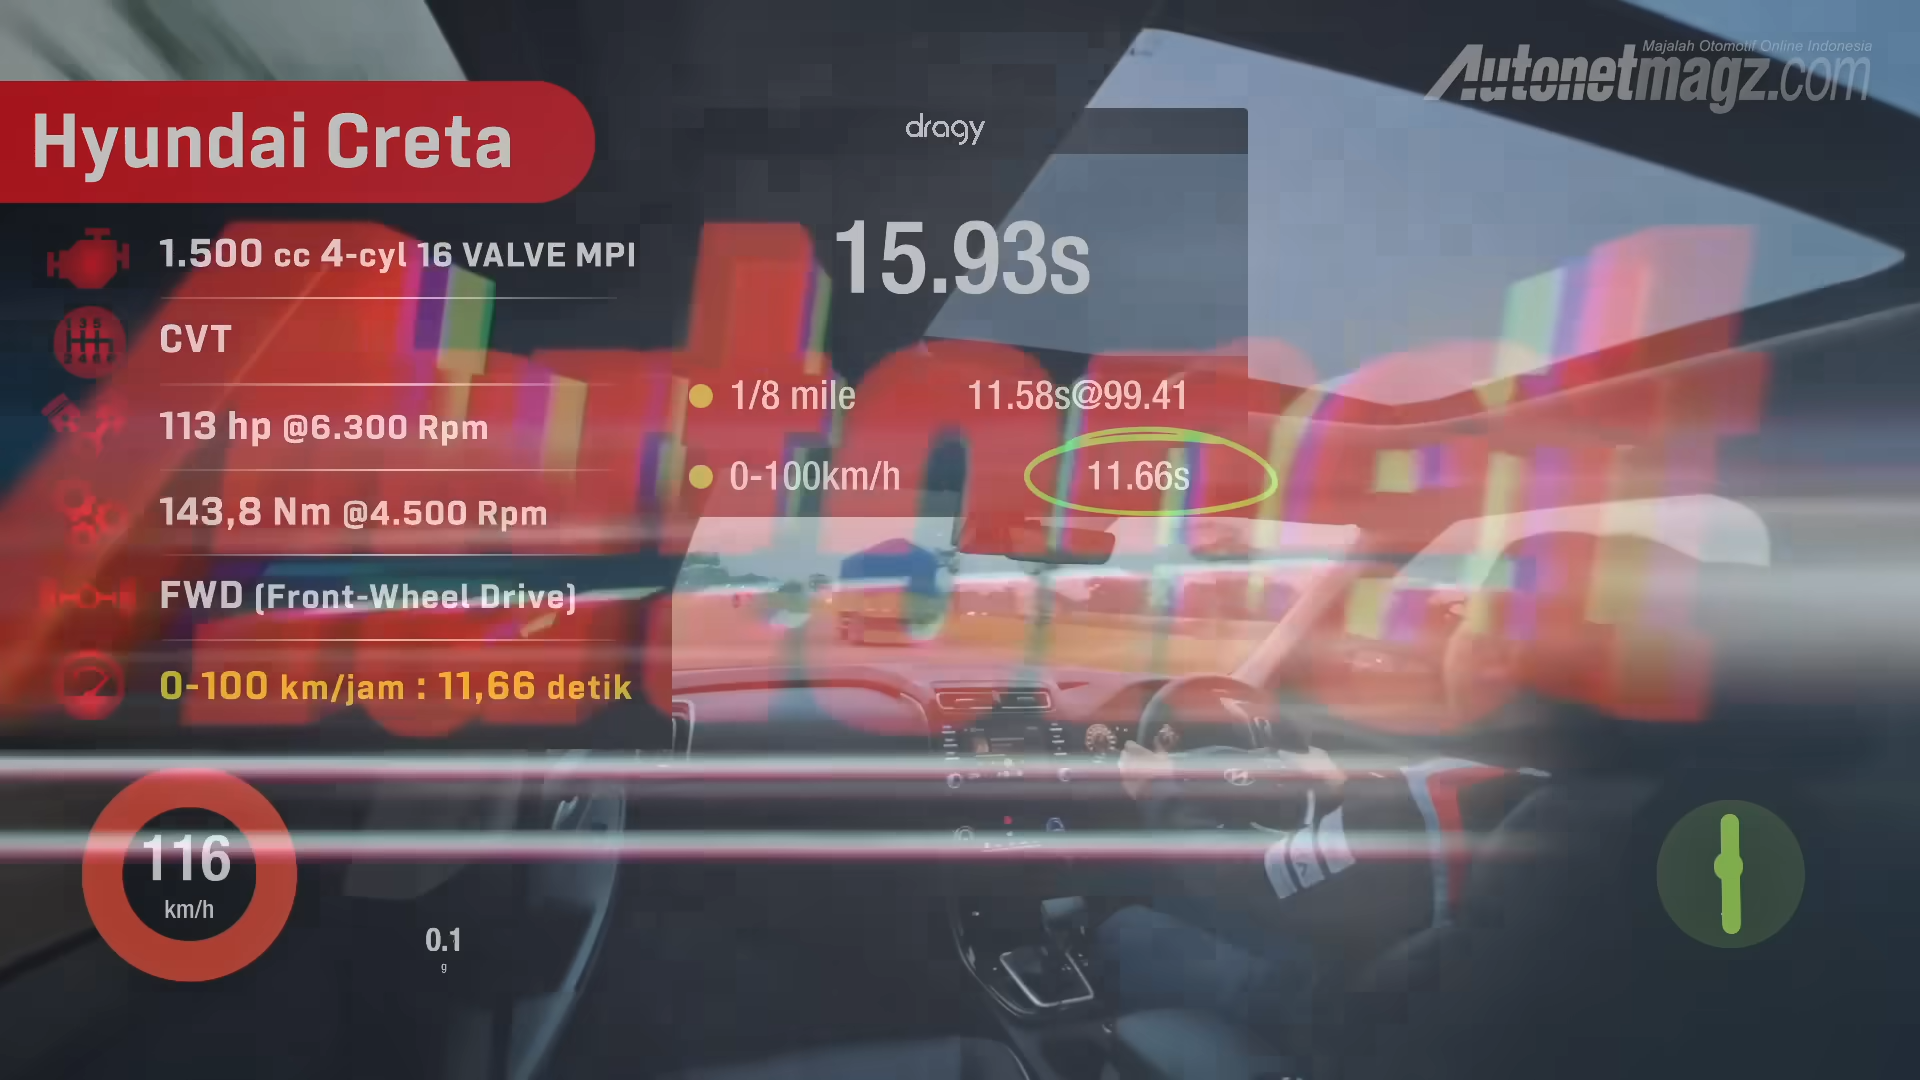 Majalah Otomotif Online Indonesia
Autonetmagz.com
Hyundai Creta
1.500 cc 4-cyl 16 VALVE MPI
CVT
113 hp @6.300 Rpm
143,8 Nm @4.500 Rpm
FWD (Front-Wheel Drive)
0-100 km/jam : 11,66 detik
dragy
15.93s
1/8 mile 11.58s@99.41
0-100km/h 11.66s
116
km/h
0.1
g